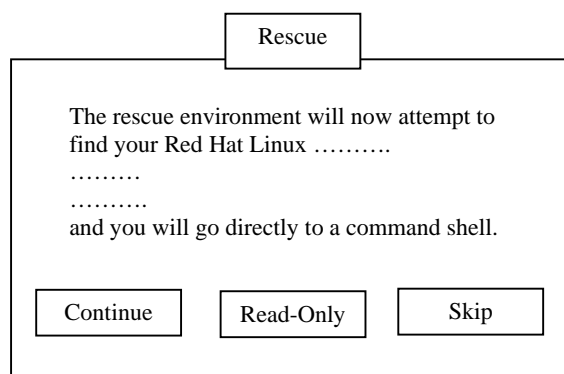 Rescue
The rescue environment will now attempt to
find your Red Hat Linux ……….
………
……….
and you will go directly to a command shell.
Continue
Read-Only
Skip